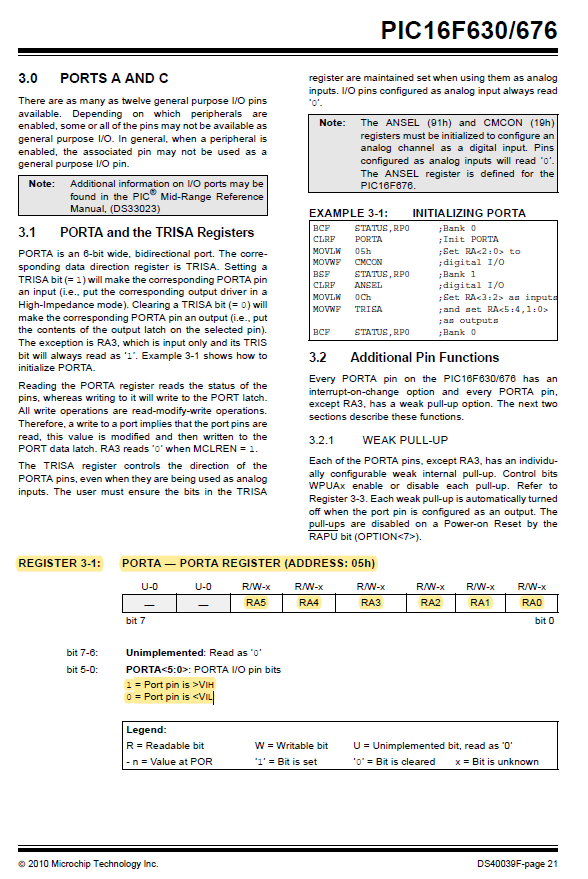 PIC16F630/676
3.0 PORTS A AND C
There are as many as twelve general purpose I/O pins
available. Depending on which peripherals are
enabled, some or all of the pins may not be available as
general purpose I/O. In general, when a peripheral is
enabled, the associated pin may not be used as a
general purpose I/O pin.
Note: Additional information on I/O ports may be
found in the PIC® Mid-Range Reference
Manual, (DS33023)
3.1 PORTA and the TRISA Registers
PORTA is an 6-bit wide, bidirectional port. The corre-
sponding data direction register is TRISA. Setting a
TRISA bit (= 1) will make the corresponding PORTA pin
an input (i.e., put the corresponding output driver in a
High-Impedance mode). Clearing a TRISA bit (= 0) will
make the corresponding PORTA pin an output (i.e., put
the contents of the output latch on the selected pin).
The exception is RA3, which is input only and its TRIS
bit will always read as '1'. Example 3-1 shows how to
initialize PORTA.
Reading the PORTA register reads the status of the
pins, whereas writing to it will write to the PORT latch.
All write operations are read-modify-write operations.
Therefore, a write to a port implies that the port pins are
read, this value is modified and then written to the
PORT data latch. RA3 reads '0' when MCLREN = 1.
The TRISA register controls the direction of the
PORTA pins, even when they are being used as analog
inputs. The user must ensure the bits in the TRISA
register are maintained set when using them as analog
inputs. I/O pins configured as analog input always read
'0'.
Note: The ANSEL (91h) and CMCON (19h)
registers must be initialized to configure an
analog channel as a digital input. Pins
configured as analog inputs will read '0'.
The ANSEL register is defined for the
PIC16F676.
EXAMPLE 3-1: INITIALIZING PORTA
BCF STATUS,RP0 ;Bank 0
CLRF PORTA ;Init PORTA
MOVLW 05h ;Set RA<2:0> to
MOVWF CMCON ;digital I/O
BSF STATUS,RP0 ;Bank 1
CLRF ANSEL ;digital I/O
MOVLW 0Ch ;Set RA<3:2> as inputs
MOVWF TRISA ;and set RA<5:4,1:0>
;as outputs
BCF STATUS,RP0 ;Bank 0
3.2 Additional Pin Functions
Every PORTA pin on the PIC16F630/676 has an
interrupt-on-change option and every PORTA pin,
except RA3, has a weak pull-up option. The next two
sections describe these functions.
3.2.1 WEAK PULL-UP
Each of the PORTA pins, except RA3, has an individu-
ally configurable weak internal pull-up. Control bits
WPUAx enable or disable each pull-up. Refer to
Register 3-3. Each weak pull-up is automatically turned
off when the port pin is configured as an output. The
pull-ups are disabled on a Power-on Reset by the
RAPU bit (OPTION<7>).
REGISTER 3-1: PORTA — PORTA REGISTER (ADDRESS: 05h)
U-0 U-0 R/W-x R/W-x R/W-x R/W-x R/W-x R/W-x
— — RA5 RA4 RA3 RA2 RA1 RA0
bit 7 bit 0
bit 7-6: Unimplemented: Read as '0'
bit 5-0: PORTA<5:0>: PORTA I/O pin bits
1 = Port pin is >VIH
0 = Port pin is <VIL
Legend:
R = Readable bit W = Writable bit U = Unimplemented bit, read as '0'
- n = Value at POR '1' = Bit is set '0' = Bit is cleared x = Bit is unknown
© 2010 Microchip Technology Inc. DS40039F-page 21